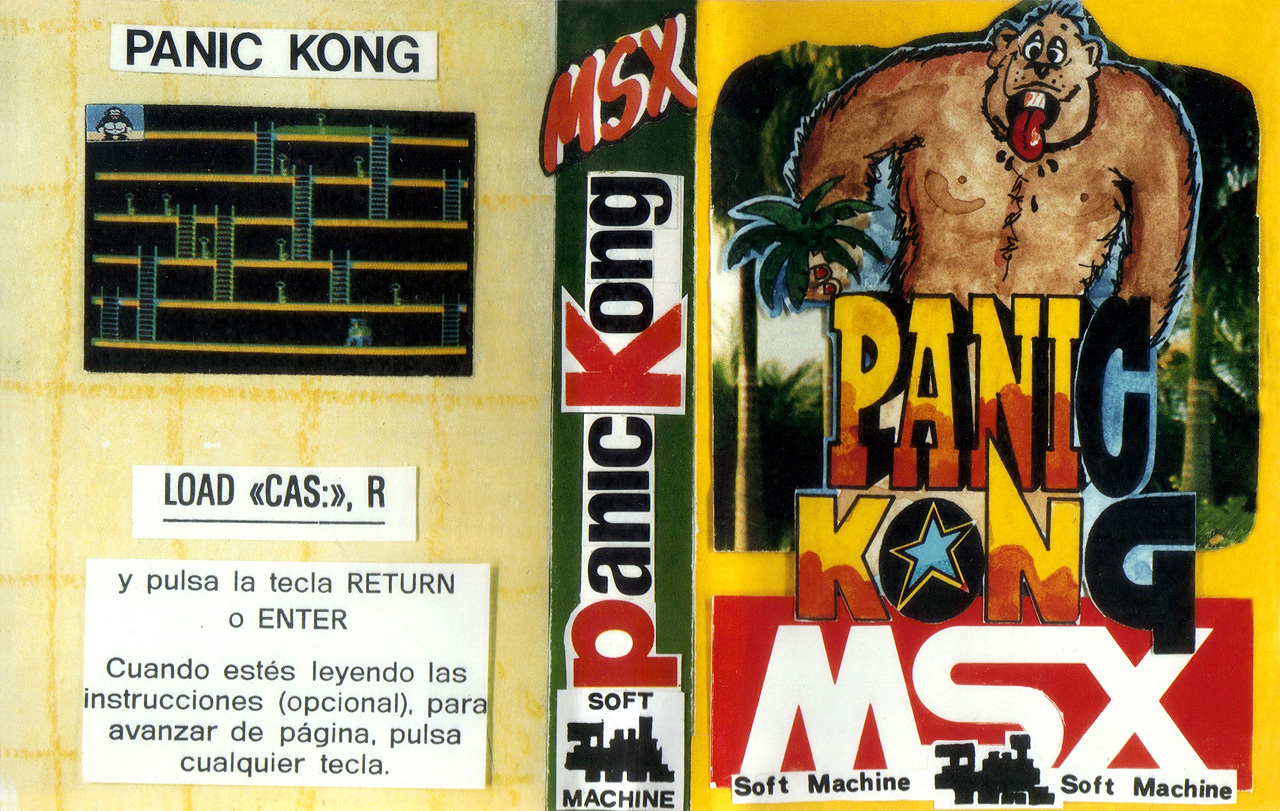 PANIC KONG
LOAD «CAS:», R
y pulsa la tecla RETURN
o ENTER
Cuando estés leyendo las
instrucciones (opcional), para
avanzar de página, pulsa
cualquier tecla.
MSX
panic Kong
SOFT
MACHINE
PANIC
KONG
MSX
Soft Machine
Soft Machine